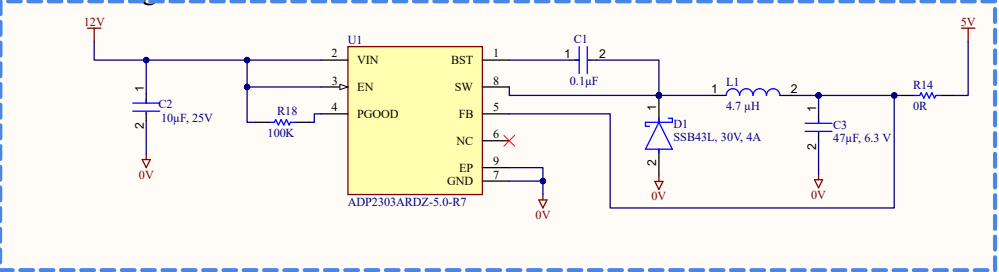 12V
5V
U1
C1
2
VIN
BST
1
1
2
0.1µF
3
EN
SW
8
L1
1
2
4.7 µH
R14
0R
1
C2
10µF, 25V
2
R18
100K
4
PGOOD
FB
5
1
D1
SSB43L, 30V, 4A
2
1
C3
47µF, 6.3 V
2
NC
6
EP
9
GND
7
0V
0V
0V
0V
ADP2303ARDZ-5.0-R7